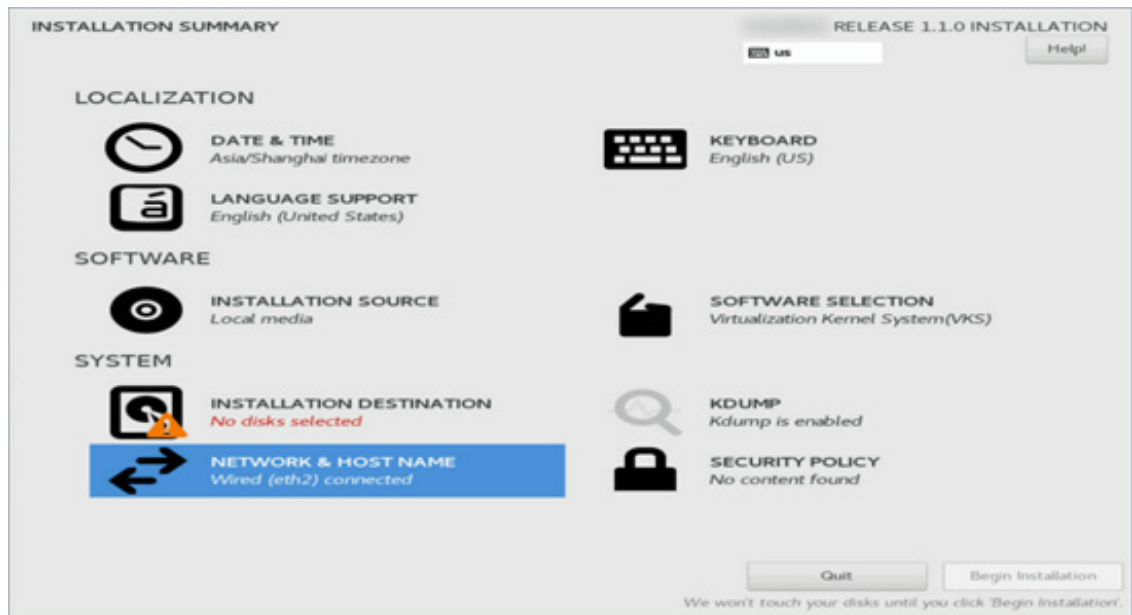 INSTALLATION SUMMARY
RELEASE 1.1.0 INSTALLATION
us
Help!
LOCALIZATION
DATE & TIME
Asia/Shanghai timezone
KEYBOARD
English (US)
á
LANGUAGE SUPPORT
English (United States)
SOFTWARE
INSTALLATION SOURCE
Local media
SOFTWARE SELECTION
Virtualization Kernel System(VKS)
SYSTEM
INSTALLATION DESTINATION
No disks selected
KDUMP
Kdump is enabled
NETWORK & HOST NAME
Wired (eth2) connected
SECURITY POLICY
No content found
Quit
Begin Installation
We won't touch your disks until you click 'Begin Installation'.